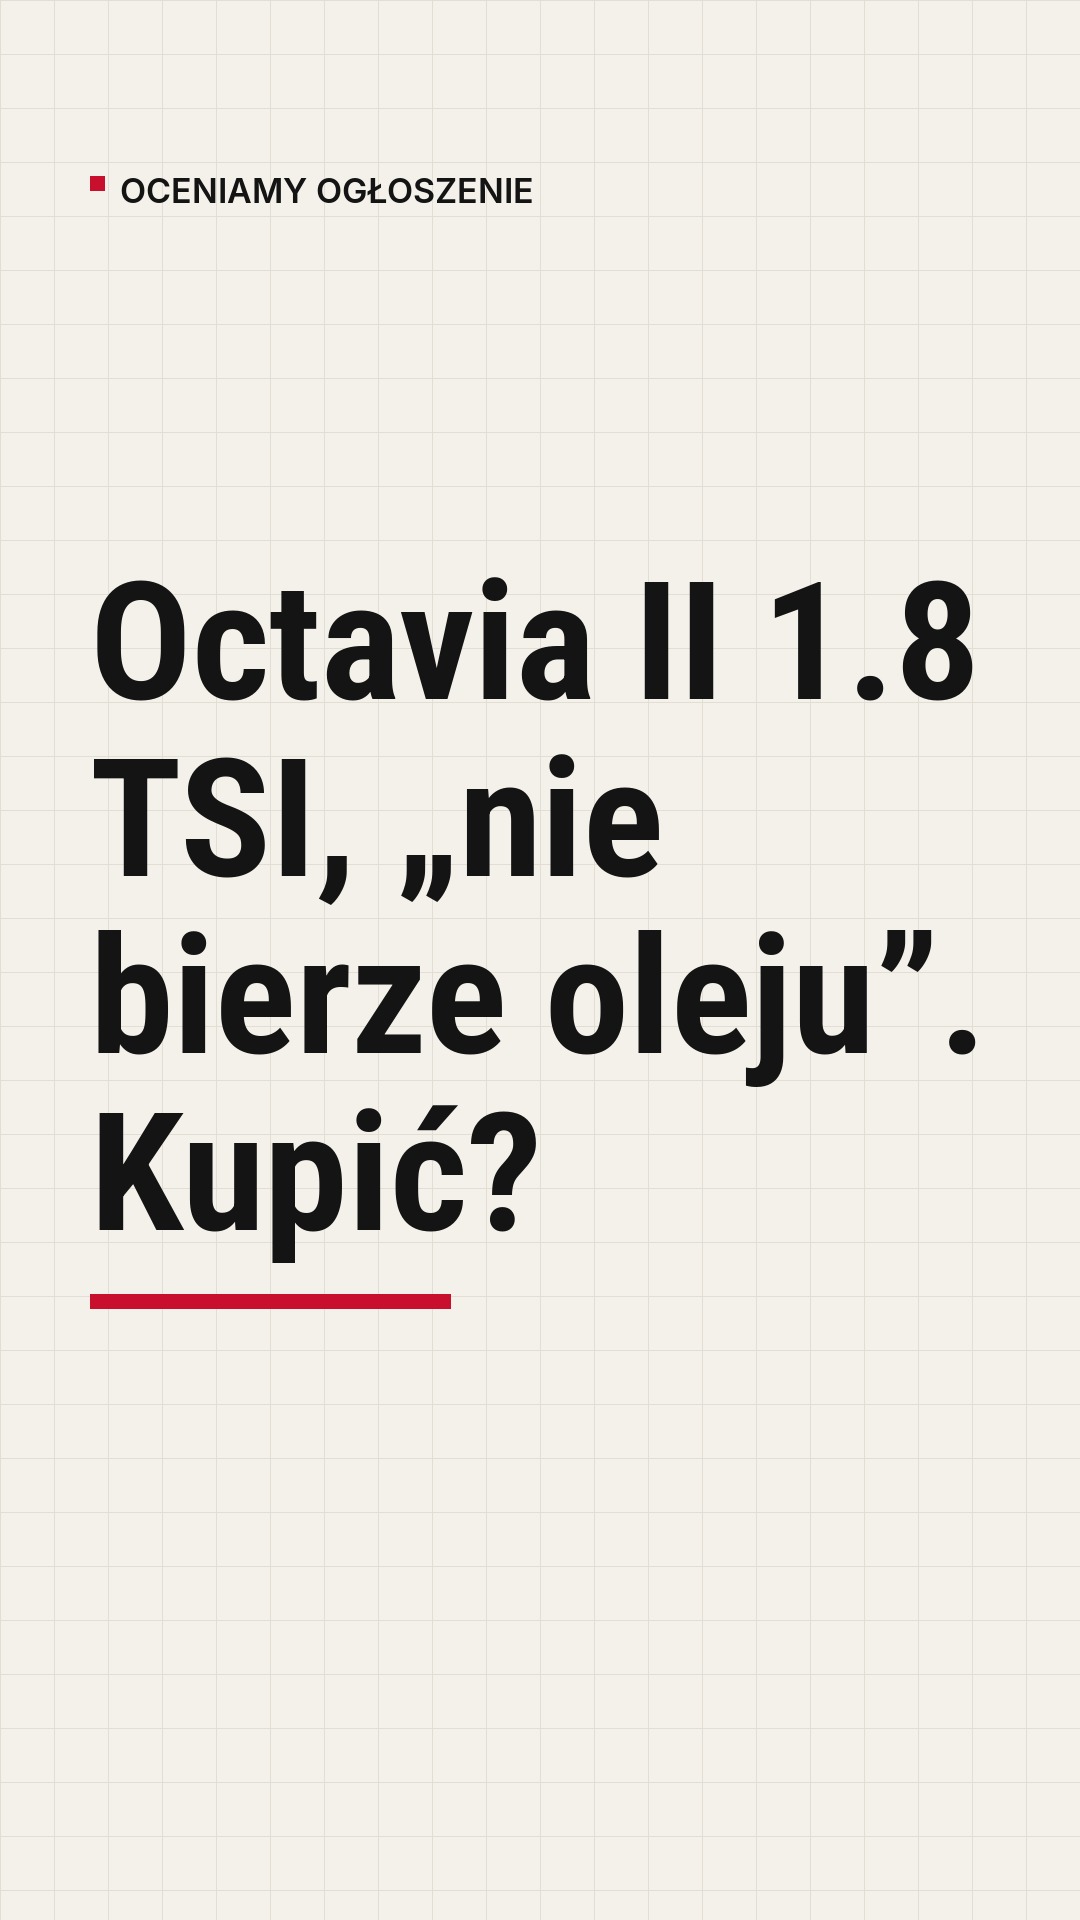 OCENIAMY OGŁOSZENIE
Octavia II 1.8
TSI, „nie
bierze oleju”.
Kupić?